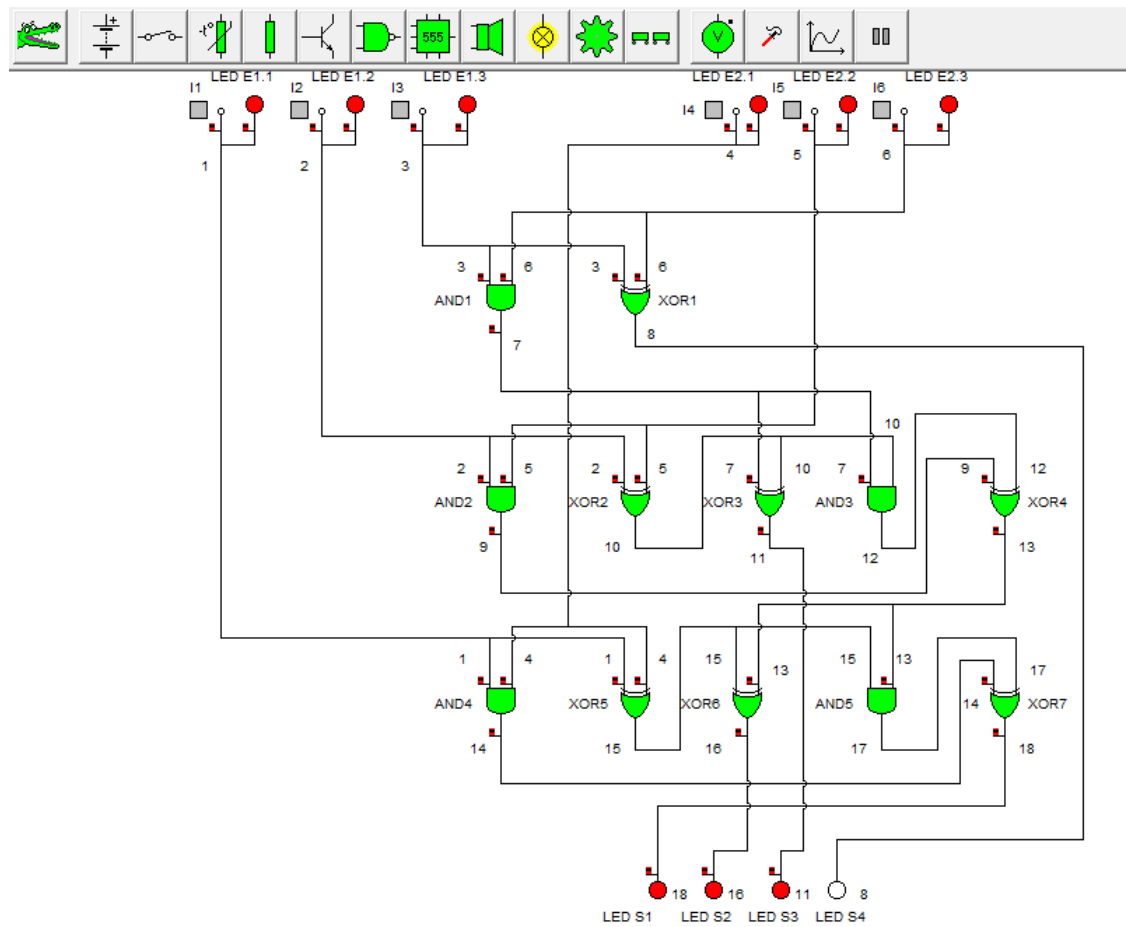 -t° 555 V
LED E1.1 LED E1.2 LED E1.3 LED E2.1 LED E2.2 LED E2.3
I1 I2 I3 I4 I5 I6
1 2 3 4 5 6
3 6 3 6
AND1 XOR1
7 8
10
2 5 2 5 7 10 7 9 12
AND2 XOR2 XOR3 AND3 XOR4
9 10 11 12 13
1 4 1 4 15 13 15 13 17
AND4 XOR5 XOR6 AND5 14 XOR7
14 15 16 17 18
18 16 11 8
LED S1 LED S2 LED S3 LED S4